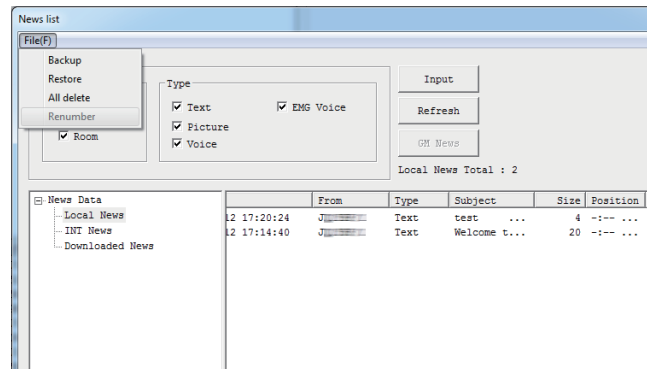 News list
File(F)
Backup
Restore
All delete
Renumber
Room
Type
Text
EMG Voice
Picture
Voice
Input
Refresh
GM News
Local News Total : 2
News Data
Local News
INT News
Downloaded News
From Type Subject Size Position
12 17:20:24 J Text test ... 4 -:-- ...
12 17:14:40 J Text Welcome t... 20 -:-- ...